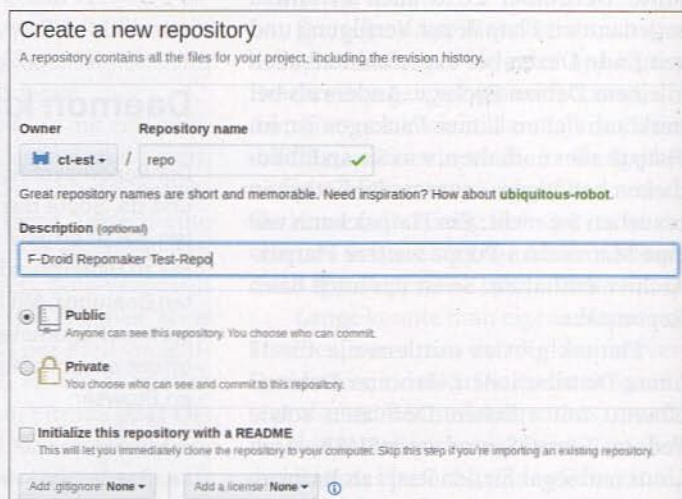 Create a new repository
A repository contains all the files for your project, including the revision history.
Owner Repository name
ct-est / repo
Great repository names are short and memorable. Need inspiration? How about ubiquitous-robot.
Description (optional)
F-Droid Repomaker Test-Repo
Public
Anyone can see this repository. You choose who can commit.
Private
You choose who can see and commit to this repository.
Initialize this repository with a README
This will let you immediately clone the repository to your computer. Skip this step if you're importing an existing repository.
Add .gitignore: None Add a license: None